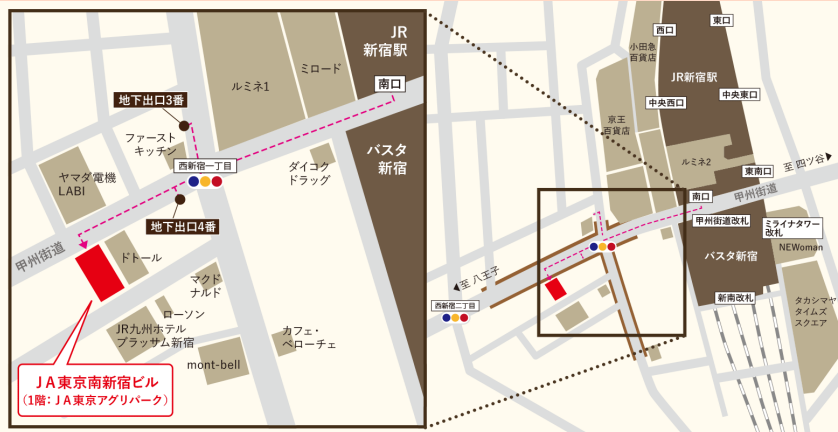 JR
新宿駅
ミロード
ルミネ1
南口
地下出口3番
ファースト
キッチン
西新宿一丁目
ダイコク
ドラッグ
バスタ
新宿
ヤマダ電機
LABI
地下出口4番
甲州街道
ドトール
マクド
ナルド
ローソン
JR九州ホテル
ブラッサム新宿
カフェ・
ベローチェ
mont-bell
JA東京南新宿ビル
(1階:JA東京アグリパーク)
東口
西口
小田急
百貨店
JR新宿駅
中央東口
中央西口
京王
百貨店
ルミネ2
至 四ツ谷
東南口
甲州街道
南口
甲州街道改札
ミライナタワー
改札
NEWoman
バスタ新宿
至 八王子
新南改札
西新宿二丁目
タカシマヤ
タイムズ
スクエア